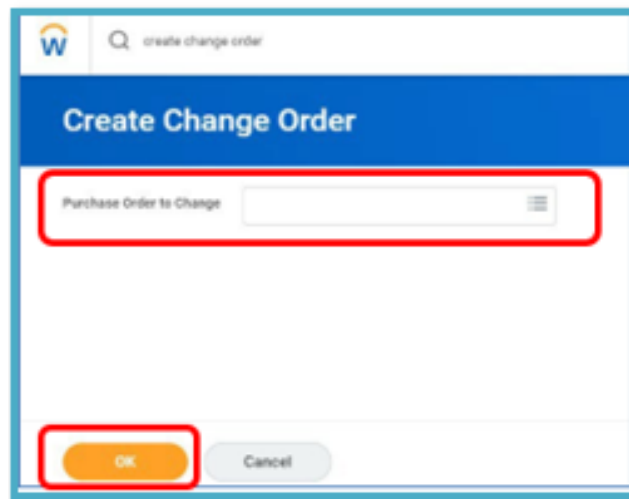 create change order
Create Change Order
Purchase Order to Change
OK
Cancel